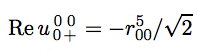 Re u^{0 0}_{0 +} = −r^5_{00}/√2